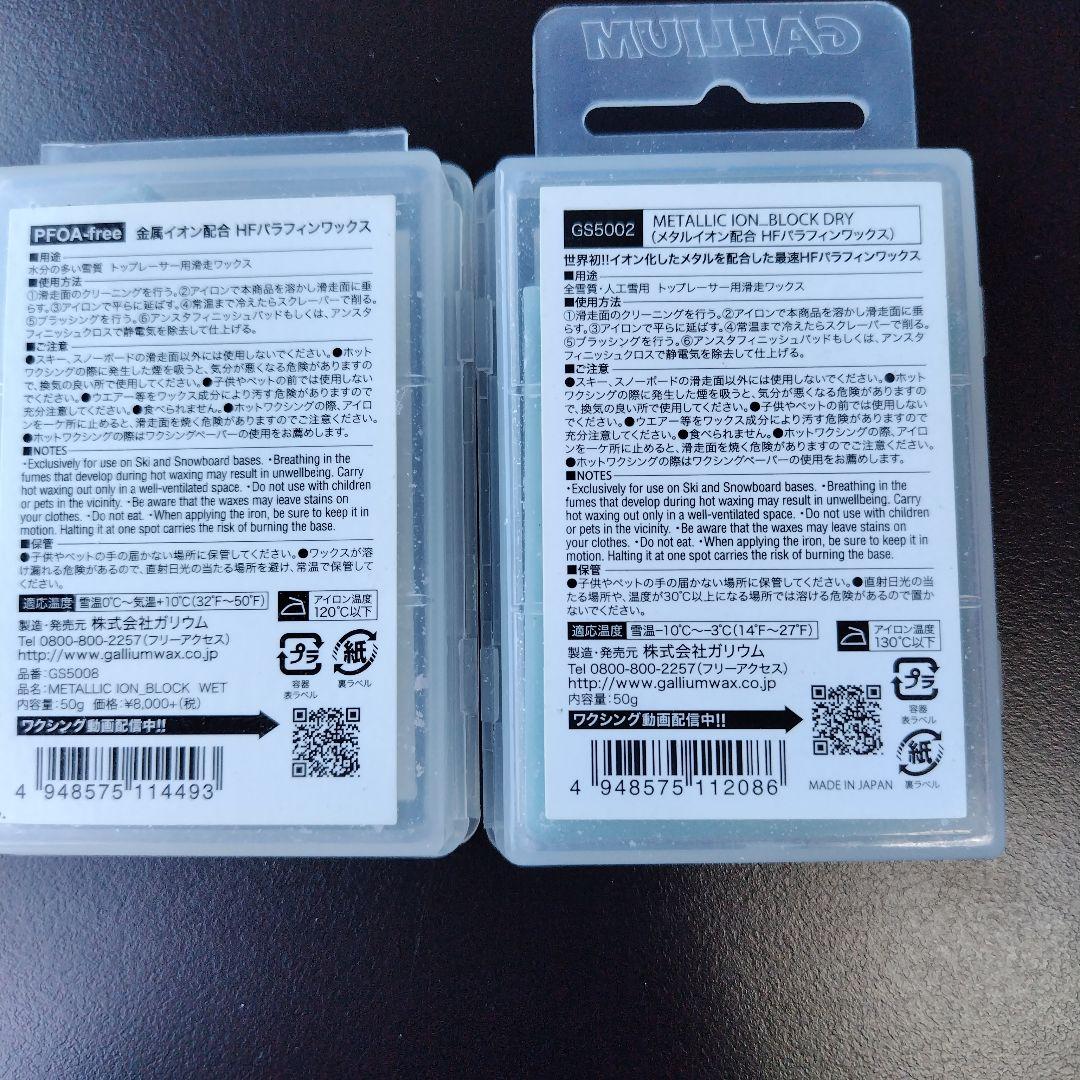 GALLIUM
PFOA-free 金属イオン配合 HFパラフィンワックス
■用途
水分の多い雪質 トップレーサー用滑走ワックス
■使用方法
①滑走面のクリーニングを行う。②アイロンで本商品を溶かし滑走面に垂
らす。③アイロンで平らに延ばす。④常温まで冷えたらスクレーパーで削る。
⑤ブラッシングを行う。⑥アンスタフィニッシュパッドもしくは、アンスタ
フィニッシュクロスで静電気を除去して仕上げる。
■ご注意
●スキー、スノーボードの滑走面以外には使用しないでください。●ホット
ワクシングの際に発生した煙を吸うと、気分が悪くなる危険がありますの
で、換気の良い所で使用してください。●子供やペットの前では使用しない
でください。●ウエアー等をワックス成分により汚す危険がありますので
充分注意してください。●食べられません。●ホットワクシングの際、アイロ
ンを一ケ所に止めると、滑走面を焼く危険がありますのでご注意ください。
●ホットワクシングの際はワクシングペーパーの使用をお薦めします。
■NOTES
・Exclusively for use on Ski and Snowboard bases. ・Breathing in the
fumes that develop during hot waxing may result in unwellbeing. Carry
hot waxing out only in a well-ventilated space. ・Do not use with children
or pets in the vicinity. ・Be aware that the waxes may leave stains on
your clothes. ・Do not eat. ・When applying the iron, be sure to keep it in
motion. Halting it at one spot carries the risk of burning the base.
■保管
●子供やペットの手の届かない場所に保管してください。●ワックスが溶
け漏れる危険があるので、直射日光の当たる場所を避け、常温で保管して
ください。
適応温度 雪温0℃〜気温+10℃(32°F〜50°F)
アイロン温度
120℃以下
製造・発売元 株式会社ガリウム
Tel 0800-800-2257(フリーアクセス)
http://www.galliumwax.co.jp
品番:GS5008
品名:METALLIC ION_BLOCK WET
内容量:50g 価格:¥8,000+(税)
プラ
容器
表ラベル
紙
裏ラベル
ワクシング動画配信中!!
4 948575 114493
GS5002
METALLIC ION_BLOCK DRY
(メタルイオン配合 HFパラフィンワックス)
世界初!!イオン化したメタルを配合した最速HFパラフィンワックス
■用途
全雪質・人工雪用 トップレーサー用滑走ワックス
■使用方法
①滑走面のクリーニングを行う。②アイロンで本商品を溶かし滑走面に垂
らす。③アイロンで平らに延ばす。④常温まで冷えたらスクレーパーで削る。
⑤ブラッシングを行う。⑥アンスタフィニッシュパッドもしくは、アンスタ
フィニッシュクロスで静電気を除去して仕上げる。
■ご注意
●スキー、スノーボードの滑走面以外には使用しないでください。●ホット
ワクシングの際に発生した煙を吸うと、気分が悪くなる危険がありますの
で、換気の良い所で使用してください。●子供やペットの前では使用しない
でください。●ウエアー等をワックス成分により汚す危険がありますので
充分注意してください。●食べられません。●ホットワクシングの際、アイロ
ンを一ケ所に止めると、滑走面を焼く危険がありますのでご注意ください。
●ホットワクシングの際はワクシングペーパーの使用をお薦めします。
■NOTES
・Exclusively for use on Ski and Snowboard bases. ・Breathing in the
fumes that develop during hot waxing may result in unwellbeing. Carry
hot waxing out only in a well-ventilated space. ・Do not use with children
or pets in the vicinity. ・Be aware that the waxes may leave stains on
your clothes. ・Do not eat. ・When applying the iron, be sure to keep it in
motion. Halting it at one spot carries the risk of burning the base.
■保管
●子供やペットの手の届かない場所に保管してください。●直射日光の当
たる場所や、温度が30℃以上になる場所では溶ける危険があるので置か
ないでください。
適応温度 雪温−10℃〜−3℃(14°F〜27°F)
アイロン温度
130℃以下
製造・発売元 株式会社ガリウム
Tel 0800-800-2257(フリーアクセス)
http://www.galliumwax.co.jp
内容量:50g
プラ
容器
表ラベル
紙
裏ラベル
ワクシング動画配信中!!
4 948575 112086
MADE IN JAPAN